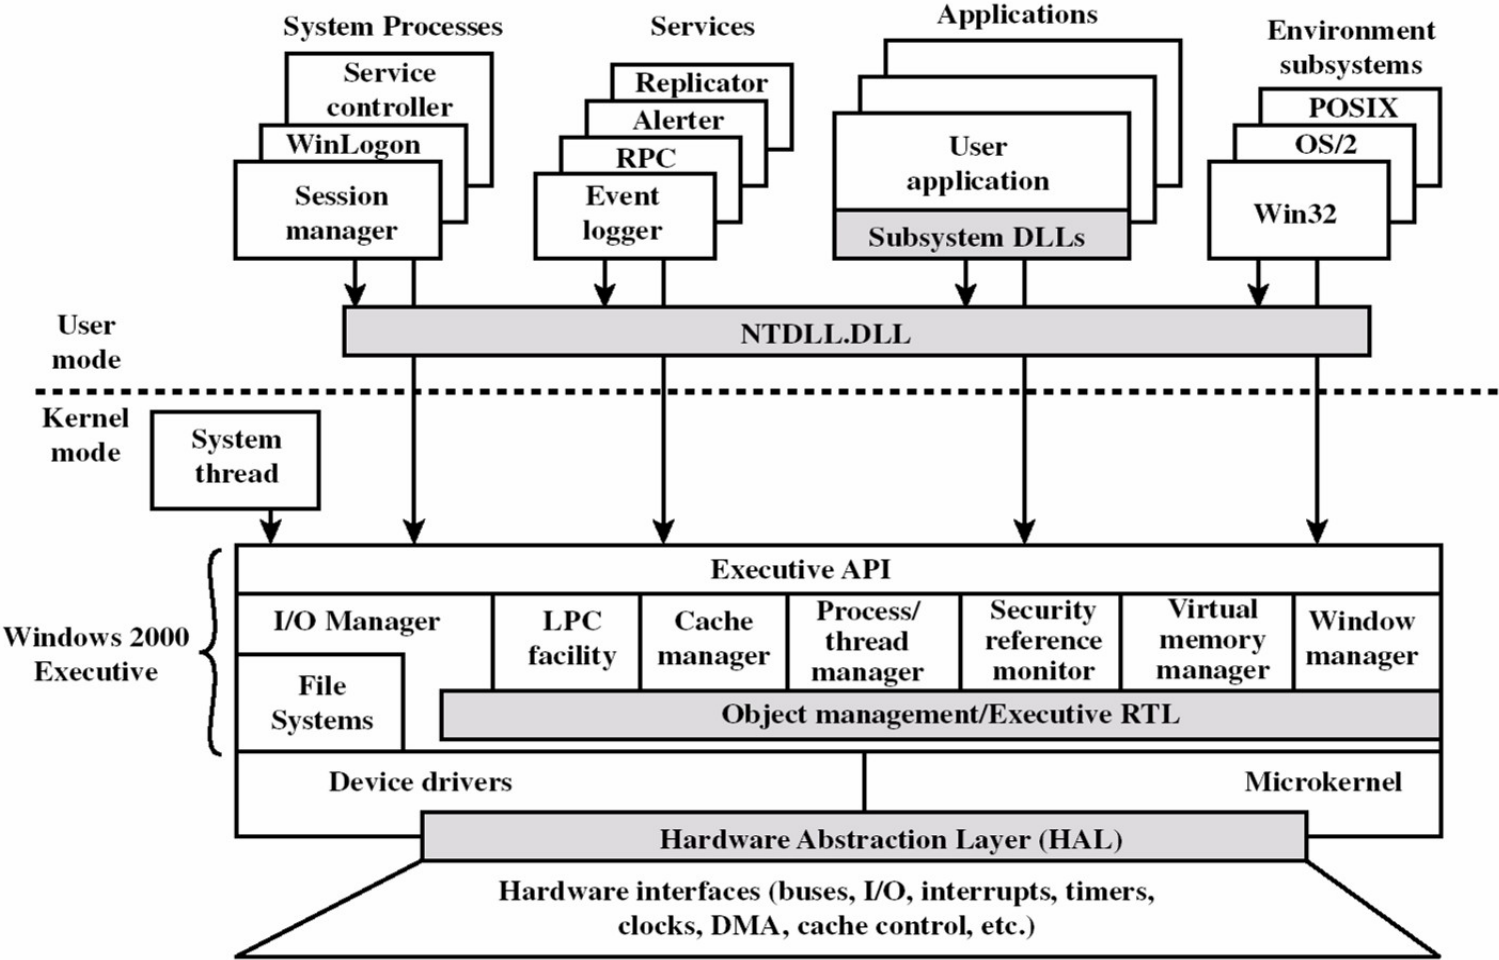 System Processes
Services
Applications
Environment
subsystems
Service
controller
WinLogon
Session
manager
Replicator
Alerter
RPC
Event
logger
User
application
Subsystem DLLs
POSIX
OS/2
Win32
NTDLL.DLL
User
mode
Kernel
mode
System
thread
Windows 2000
Executive
Executive API
I/O Manager
File
Systems
LPC
facility
Cache
manager
Process/
thread
manager
Security
reference
monitor
Virtual
memory
manager
Window
manager
Object management/Executive RTL
Device drivers
Microkernel
Hardware Abstraction Layer (HAL)
Hardware interfaces (buses, I/O, interrupts, timers,
clocks, DMA, cache control, etc.)